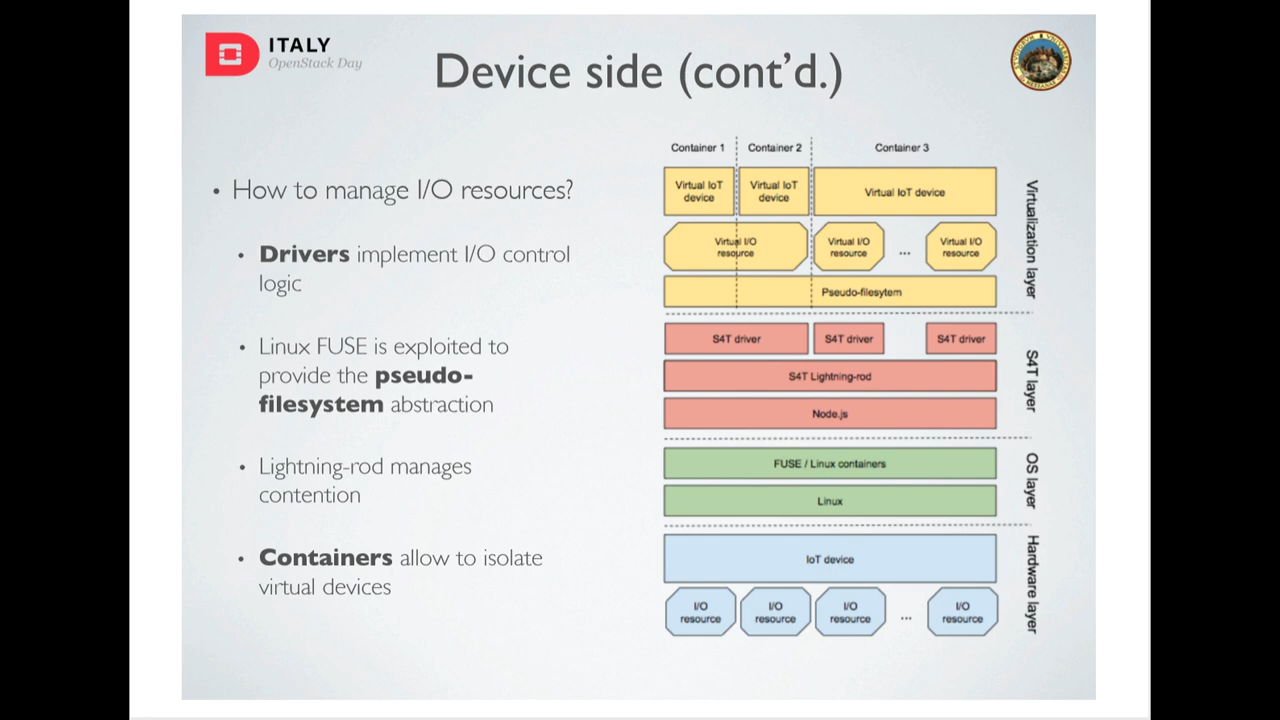 ITALY
OpenStack Day
Device side (cont'd.)
• How to manage I/O resources?
• Drivers implement I/O control
logic
• Linux FUSE is exploited to
provide the pseudo-
filesystem abstraction
• Lightning-rod manages
contention
• Containers allow to isolate
virtual devices
Container 1
Container 2
Container 3
Virtual IoT
device
Virtual IoT
device
Virtual IoT device
Virtual I/O
resource
Virtual I/O
resource
...
Virtual I/O
resource
Pseudo-filesytem
Virtualization layer
S4T driver
S4T driver
S4T driver
S4T Lightning-rod
Node.js
S4T layer
FUSE / Linux containers
Linux
OS layer
IoT device
I/O
resource
I/O
resource
I/O
resource
...
I/O
resource
Hardware layer